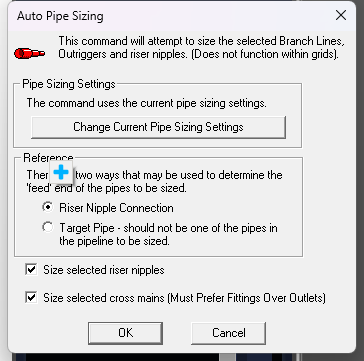 Auto Pipe Sizing
This command will attempt to size the selected Branch Lines,
Outriggers and riser nipples. (Does not function within grids).
Pipe Sizing Settings
The command uses the current pipe sizing settings.
Change Current Pipe Sizing Settings
Reference
Ther two ways that may be used to determine the
'feed' end of the pipes to be sized.
Riser Nipple Connection
Target Pipe - should not be one of the pipes in
the pipeline to be sized.
Size selected riser nipples
Size selected cross mains (Must Prefer Fittings Over Outlets)
OK
Cancel